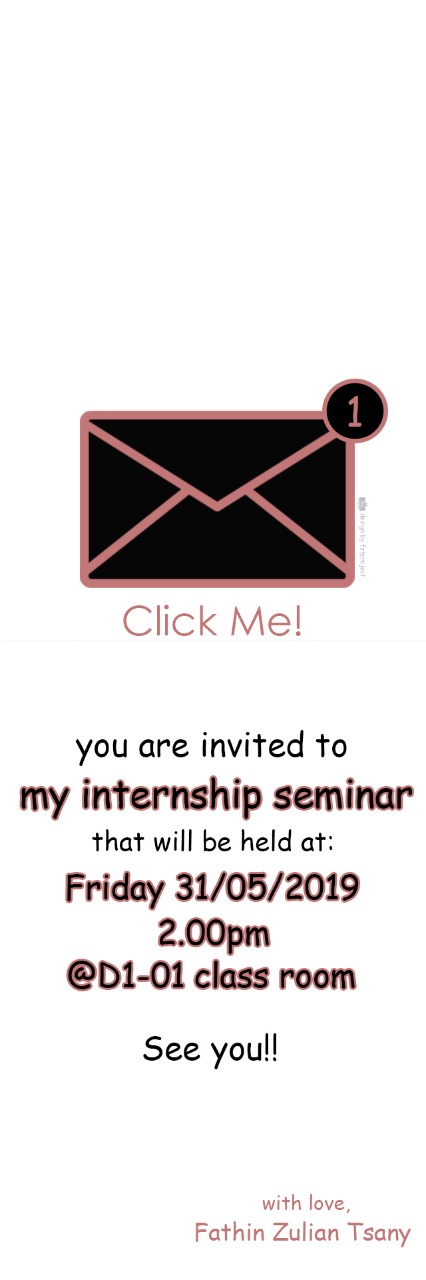 1
design by
Click Me!
you are invited to
my internship seminar
that will be held at:
Friday 31/05/2019
2.00pm
@D1-01 class room
See you!!
with love,
Fathin Zulian Tsany